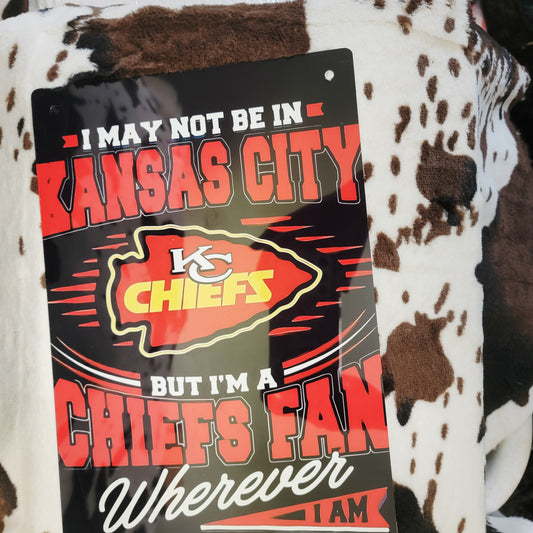 I MAY NOT BE IN
KANSAS CITY
KC
CHIEFS
BUT I'M A
CHIEFS FAN
Wherever
I AM